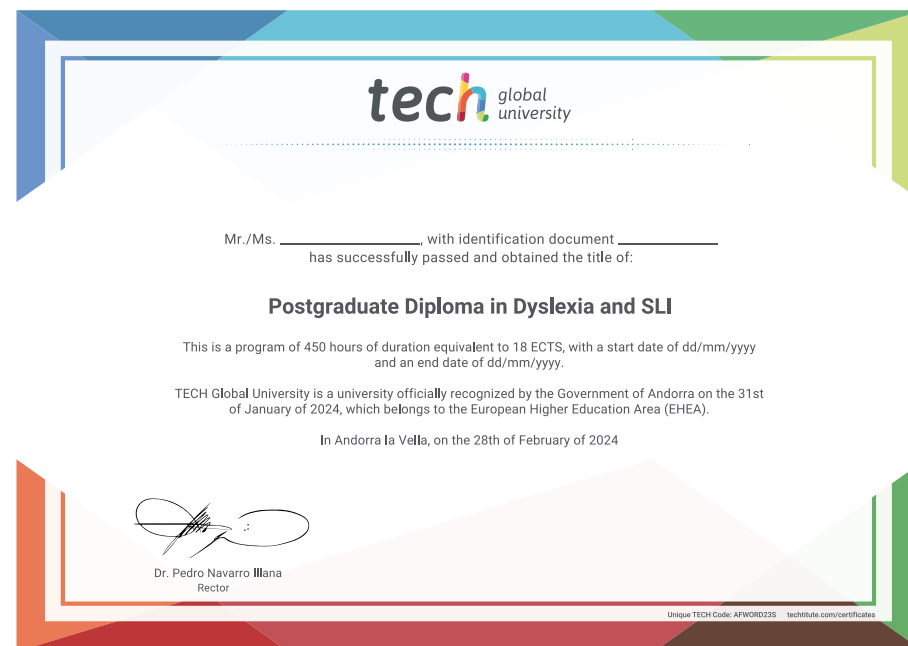 tech global
university
Mr./Ms. ____________, with identification document ____________
has successfully passed and obtained the title of:
Postgraduate Diploma in Dyslexia and SLI
This is a program of 450 hours of duration equivalent to 18 ECTS, with a start date of dd/mm/yyyy
and an end date of dd/mm/yyyy.
TECH Global University is a university officially recognized by the Government of Andorra on the 31st
of January of 2024, which belongs to the European Higher Education Area (EHEA).
In Andorra la Vella, on the 28th of February of 2024
Dr. Pedro Navarro Illana
Rector
Unique TECH Code: AFWORD23S techtitute.com/certificates